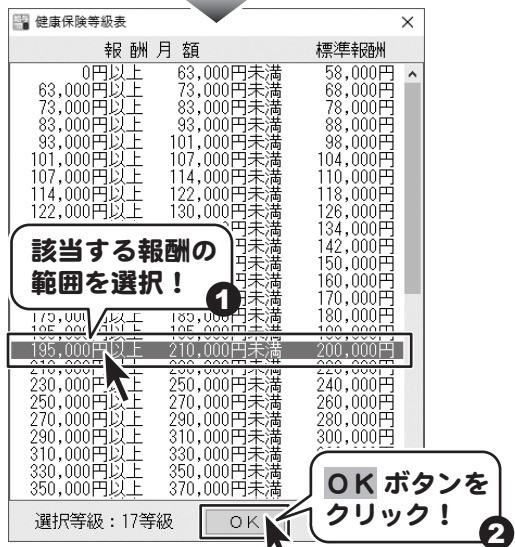 健康保険等級表
報酬月額 標準報酬
0円以上 63,000円未満 58,000円
63,000円以上 73,000円未満 68,000円
73,000円以上 83,000円未満 78,000円
83,000円以上 93,000円未満 88,000円
93,000円以上 101,000円未満 98,000円
101,000円以上 107,000円未満 104,000円
107,000円以上 114,000円未満 110,000円
114,000円以上 122,000円未満 118,000円
122,000円以上 130,000円未満 126,000円
134,000円
142,000円
150,000円
160,000円
170,000円
該当する報酬の
範囲を選択!
1
175,000円以上 185,000円未満 180,000円
195,000円以上 210,000円未満 200,000円
230,000円以上 250,000円未満 240,000円
250,000円以上 270,000円未満 260,000円
270,000円以上 290,000円未満 280,000円
290,000円以上 310,000円未満 300,000円
310,000円以上 330,000円未満
330,000円以上 350,000円未満
350,000円以上 370,000円未満
選択等級:17等級 OK
OK ボタンを
クリック!
2